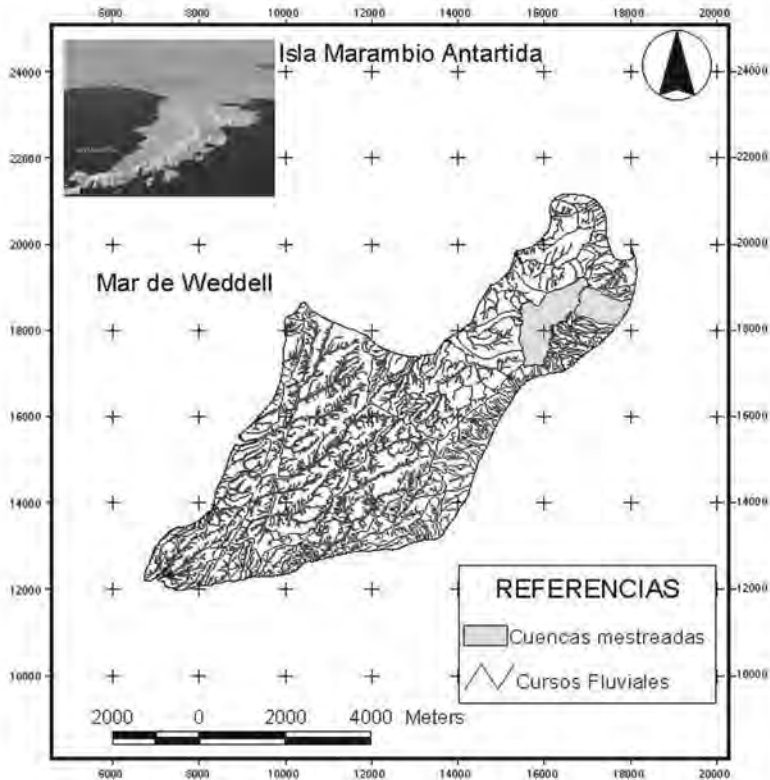 6000 8000 10000 12000 14000 16000 18000 20000
Isla Marambio Antartida
24000 24000
22000 22000
20000 20000
Mar de Weddell
18000 18000
16000 16000
14000 14000
12000 12000
REFERENCIAS
Cuencas mestreadas
Cursos Fluviales
10000 10000
2000 0 2000 4000 Meters
6000 8000 10000 12000 14000 16000 18000 20000